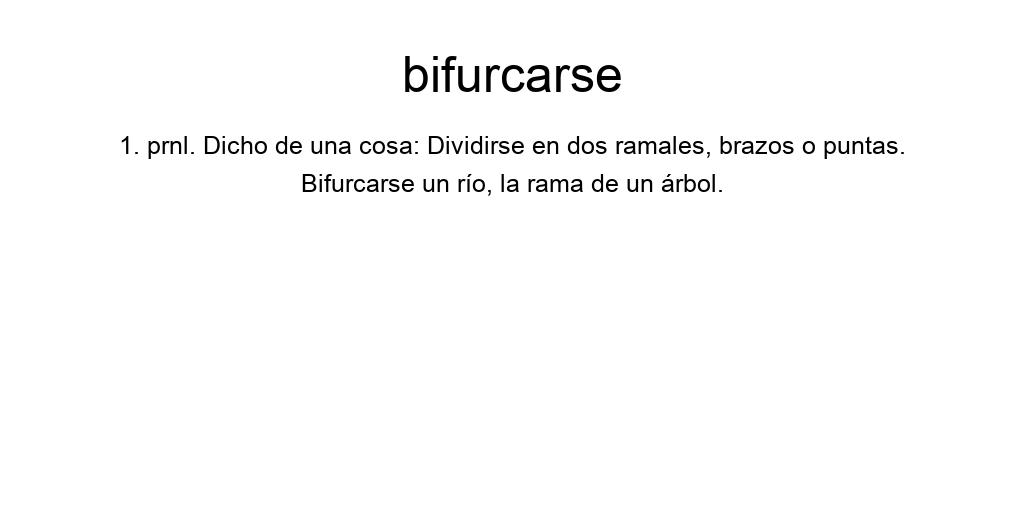 bifurcarse
1. prnl. Dicho de una cosa: Dividirse en dos ramales, brazos o puntas.
Bifurcarse un río, la rama de un árbol.